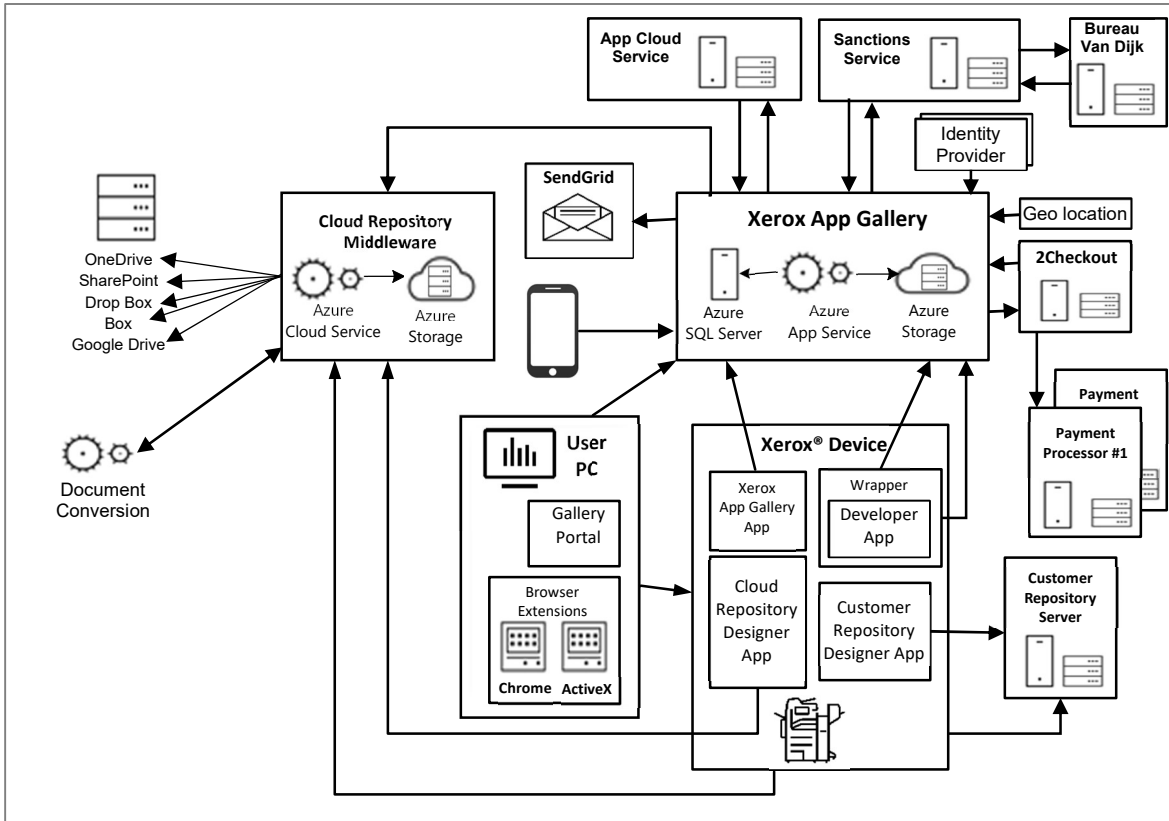 App Cloud
Service
Sanctions
Service
Bureau
Van Dijk
Identity
Provider
SendGrid
Cloud Repository
Middleware
Azure
Cloud Service
Azure
Storage
OneDrive
SharePoint
Drop Box
Box
Google Drive
Document
Conversion
Xerox App Gallery
Azure
SQL Server
Azure
App Service
Azure
Storage
Geo location
2Checkout
Payment
Payment
Processor #1
User
PC
Gallery
Portal
Browser
Extensions
Chrome
ActiveX
Xerox® Device
Xerox
App Gallery
App
Wrapper
Developer
App
Cloud
Repository
Designer
App
Customer
Repository
Designer App
Customer
Repository
Server